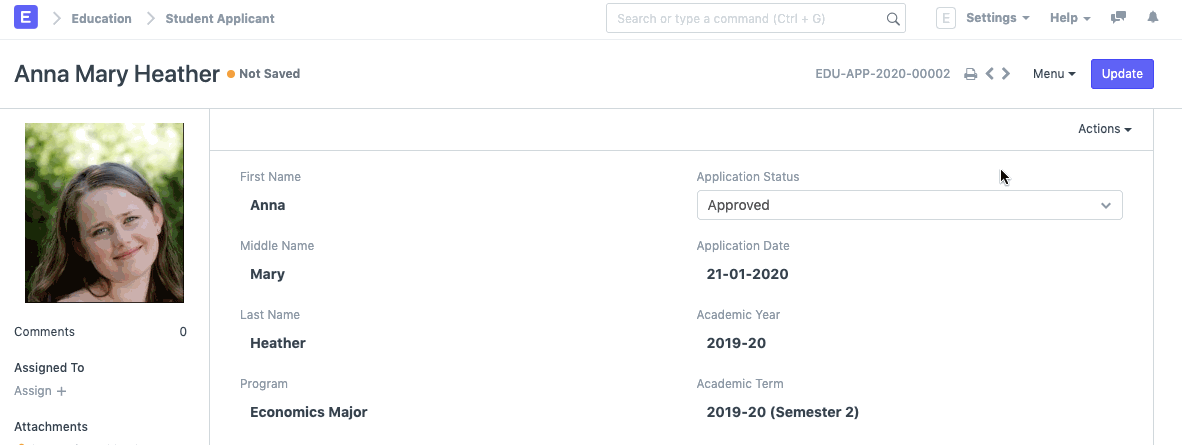 E Education Student Applicant Search or type a command (Ctrl + G) E Settings Help
Anna Mary Heather Not Saved EDU-APP-2020-00002 Menu Update
Actions
First Name Application Status
Anna Approved
Middle Name Application Date
Mary 21-01-2020
Last Name Academic Year
Heather 2019-20
Comments 0
Assigned To
Program Academic Term
Assign +
Economics Major 2019-20 (Semester 2)
Attachments